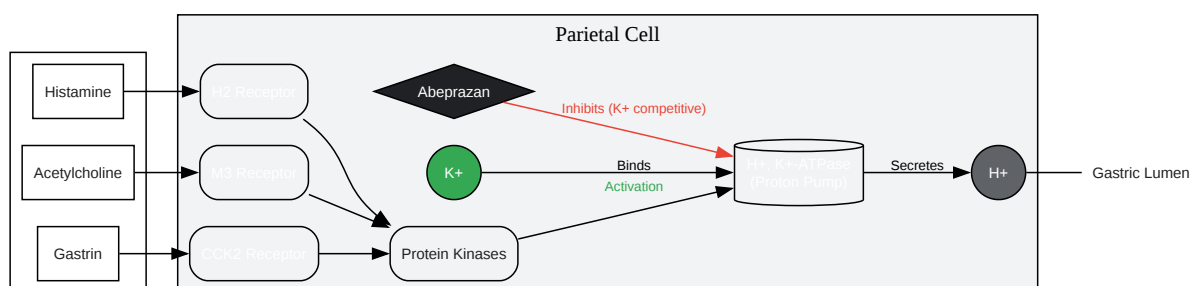 Parietal Cell
Histamine
H2 Receptor
Abeprazan
Inhibits (K+ competitive)
Acetylcholine
M3 Receptor
K+
Binds
Activation
H+, K+-ATPase
(Proton Pump)
Secretes
H+
Gastric Lumen
Gastrin
CCK2 Receptor
Protein Kinases